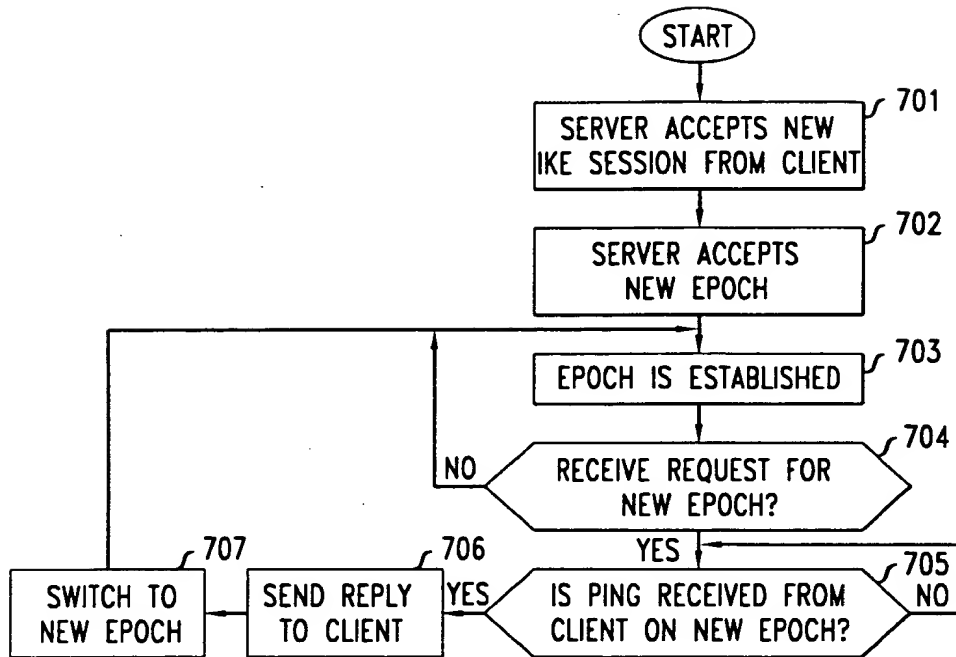 START
701
SERVER ACCEPTS NEW
IKE SESSION FROM CLIENT
702
SERVER ACCEPTS
NEW EPOCH
703
EPOCH IS ESTABLISHED
704
RECEIVE REQUEST FOR
NEW EPOCH?
NO
YES
705
IS PING RECEIVED FROM
CLIENT ON NEW EPOCH?
NO
YES
706
SEND REPLY
TO CLIENT
707
SWITCH TO
NEW EPOCH